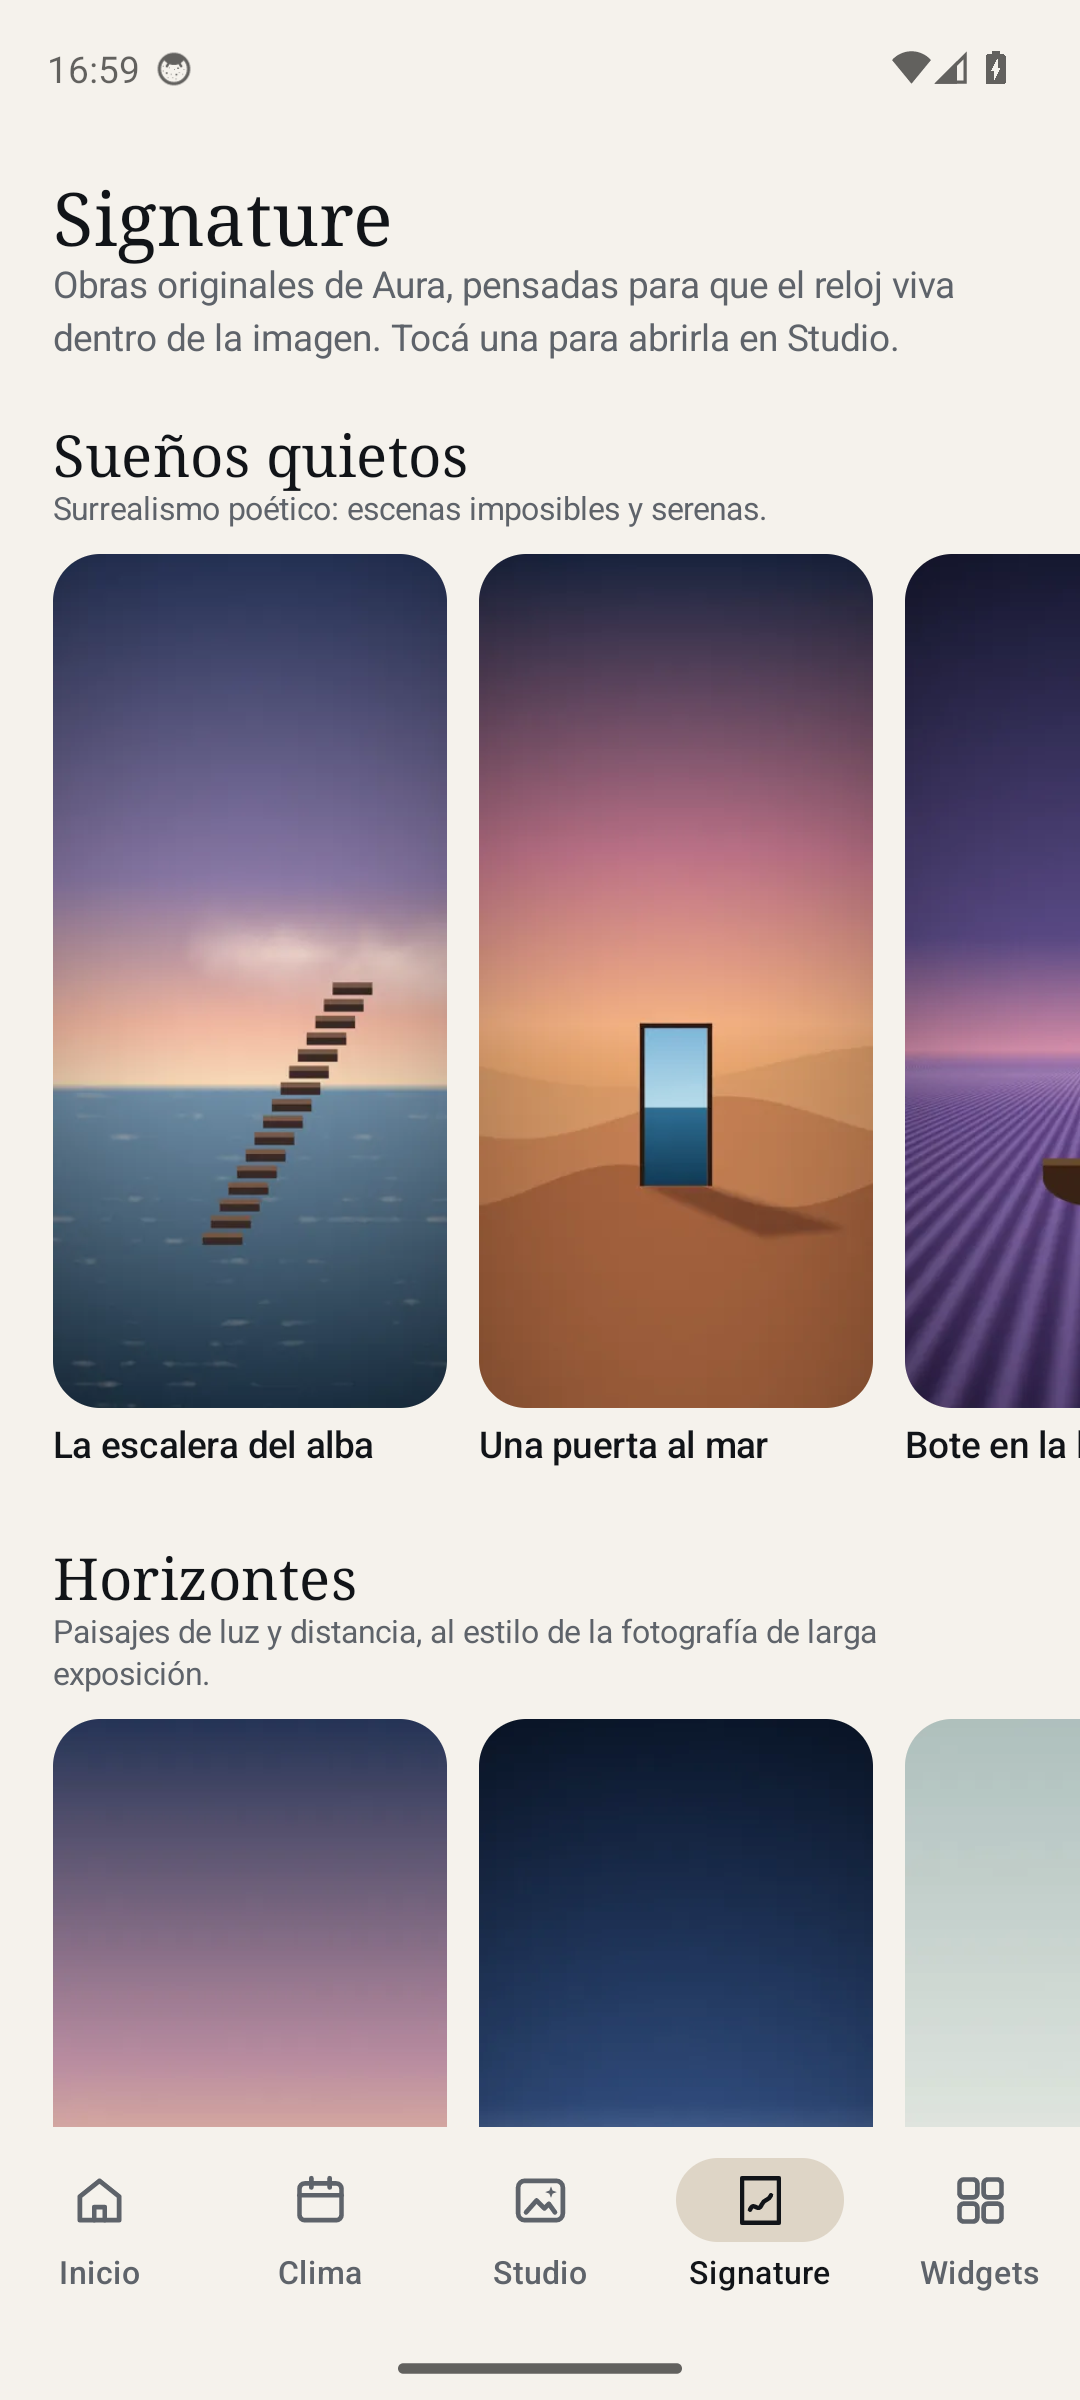 16:59
Signature
Obras originales de Aura, pensadas para que el reloj viva
dentro de la imagen. Tocá una para abrirla en Studio.
Sueños quietos
Surrealismo poético: escenas imposibles y serenas.
La escalera del alba
Una puerta al mar
Bote en la
Horizontes
Paisajes de luz y distancia, al estilo de la fotografía de larga
exposición.
Inicio
Clima
Studio
Signature
Widgets